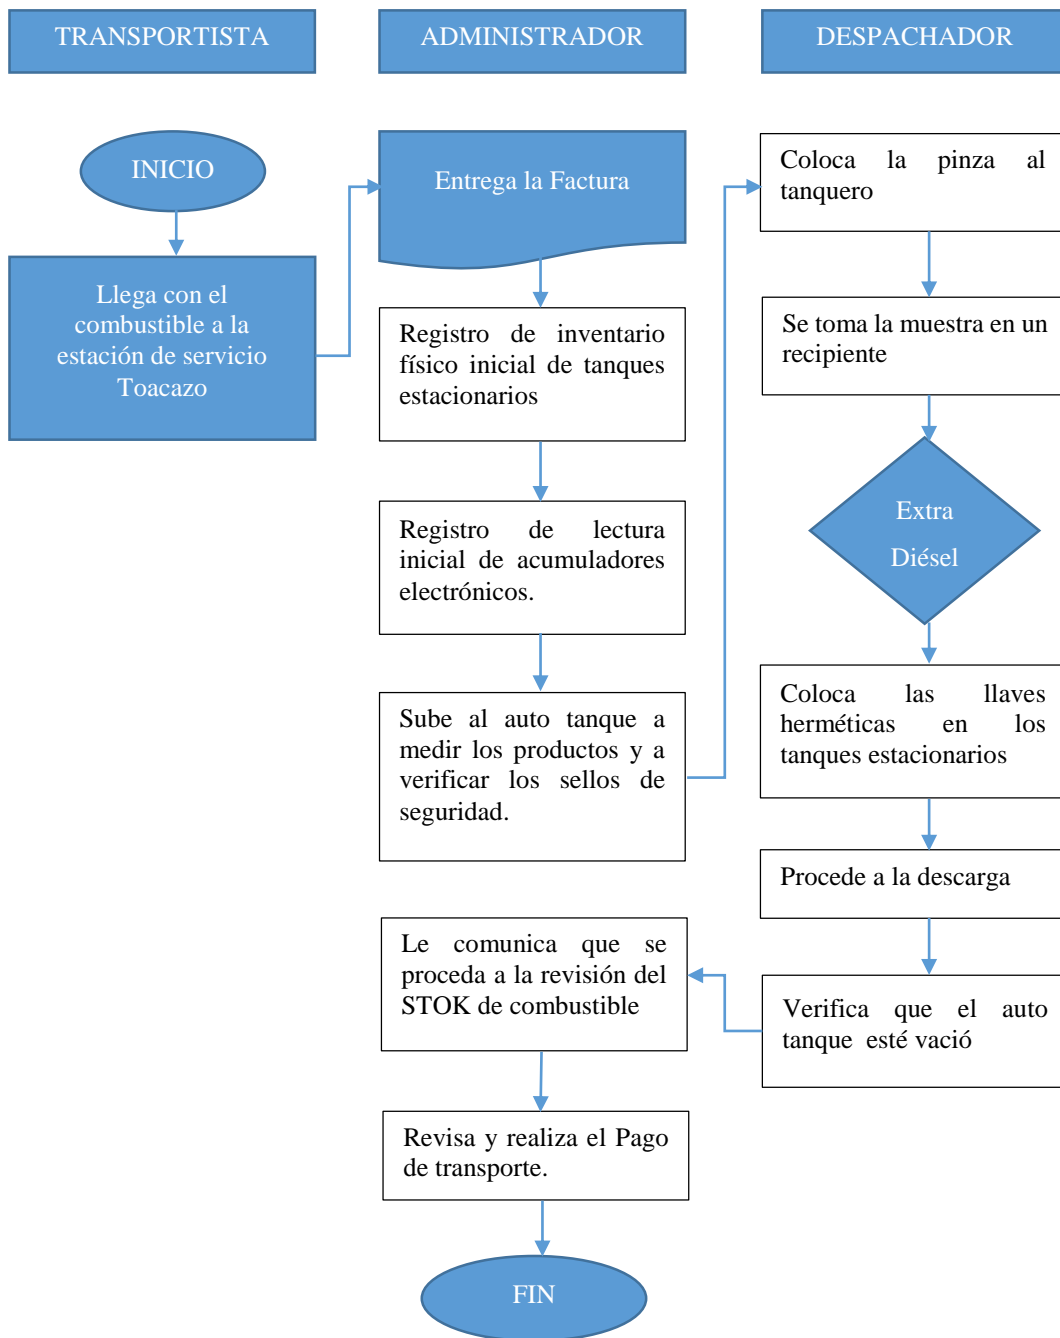 TRANSPORTISTA
ADMINISTRADOR
DESPACHADOR
INICIO
Llega con el
combustible a la
estación de servicio
Toacazo
Entrega la Factura
Registro de inventario
físico inicial de tanques
estacionarios
Registro de lectura
inicial de acumuladores
electrónicos.
Sube al auto tanque a
medir los productos y a
verificar los sellos de
seguridad.
Coloca la pinza al
tanquero
Se toma la muestra en un
recipiente
Extra
Diésel
Coloca las llaves
herméticas en los
tanques estacionarios
Procede a la descarga
Verifica que el auto
tanque esté vació
Le comunica que se
proceda a la revisión del
STOK de combustible
Revisa y realiza el Pago
de transporte.
FIN